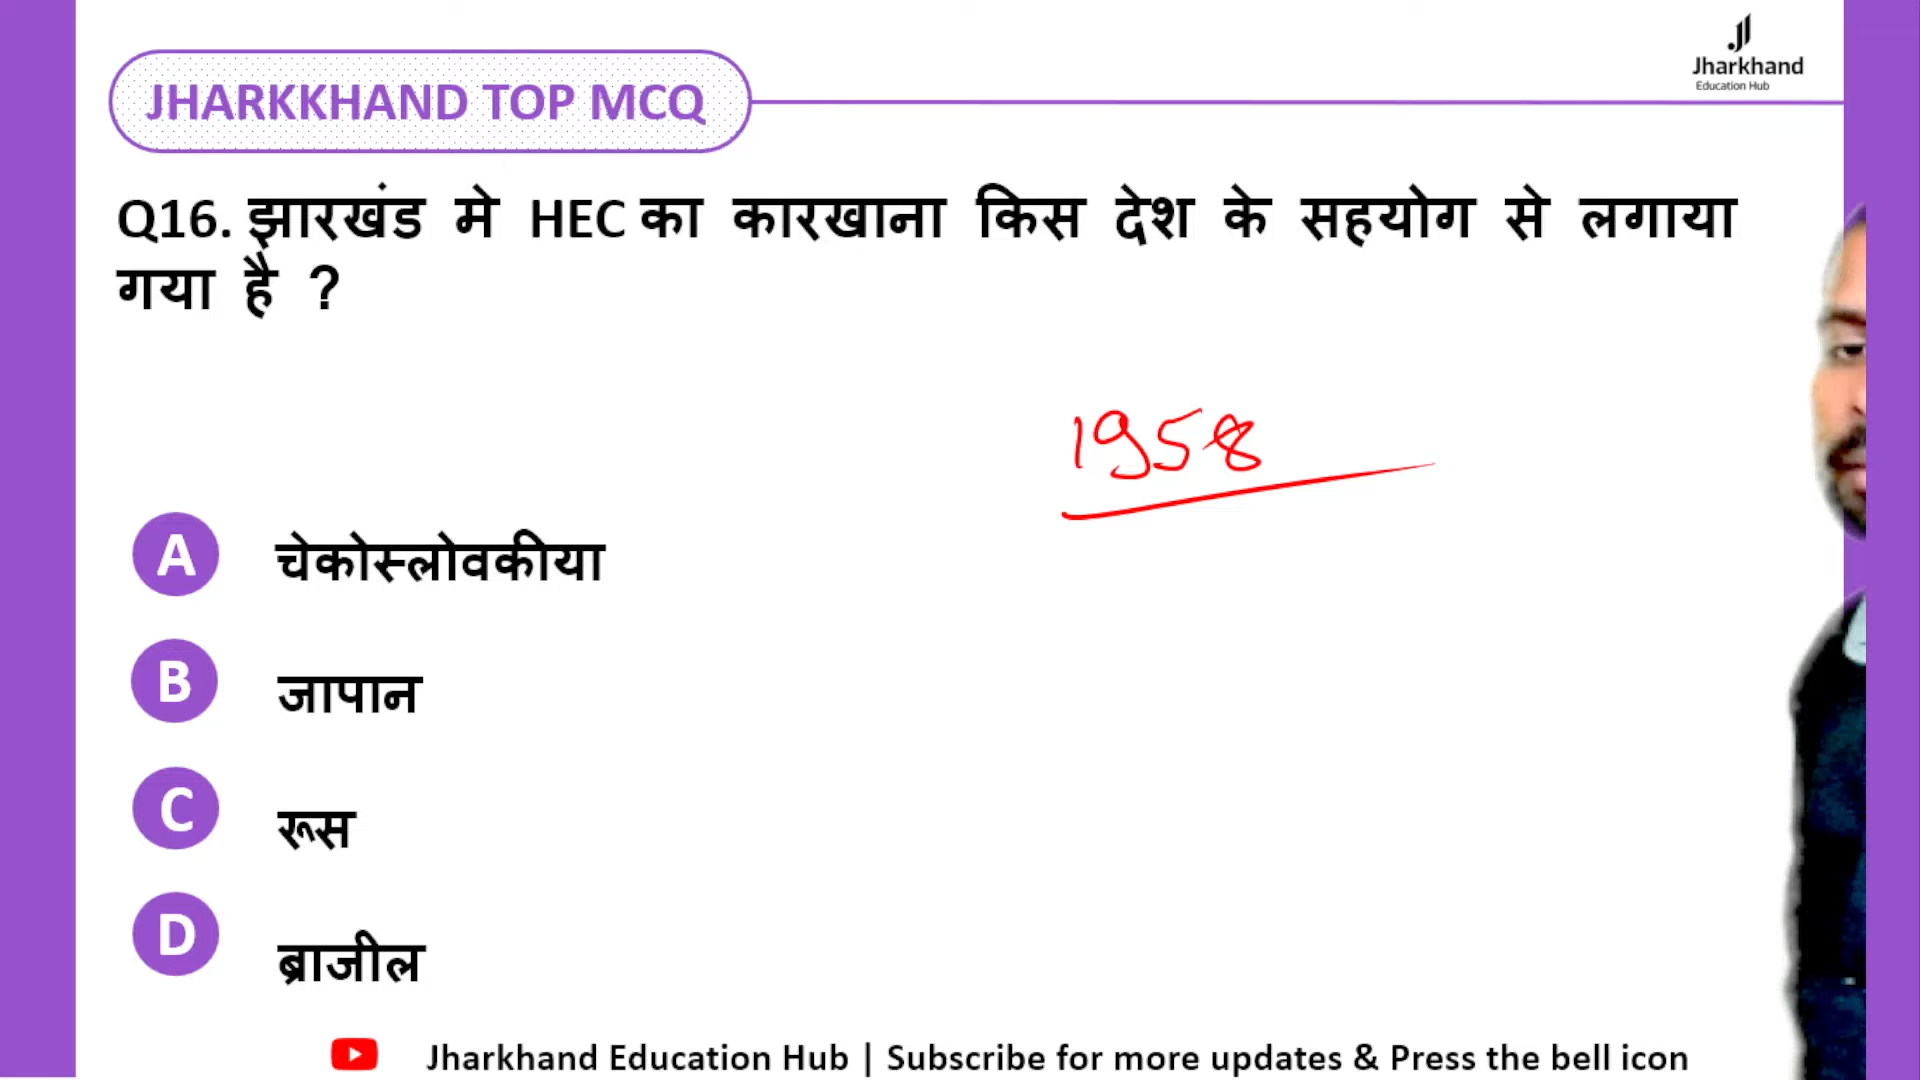 Jharkhand
Education Hub
JHARKKHAND TOP MCQ
Q16. झारखंड मे HEC का कारखाना किस देश के सहयोग से लगाया
गया है ?
1958
A चेकोस्लोवकीया
B जापान
C रूस
D ब्राजील
Jharkhand Education Hub | Subscribe for more updates & Press the bell icon